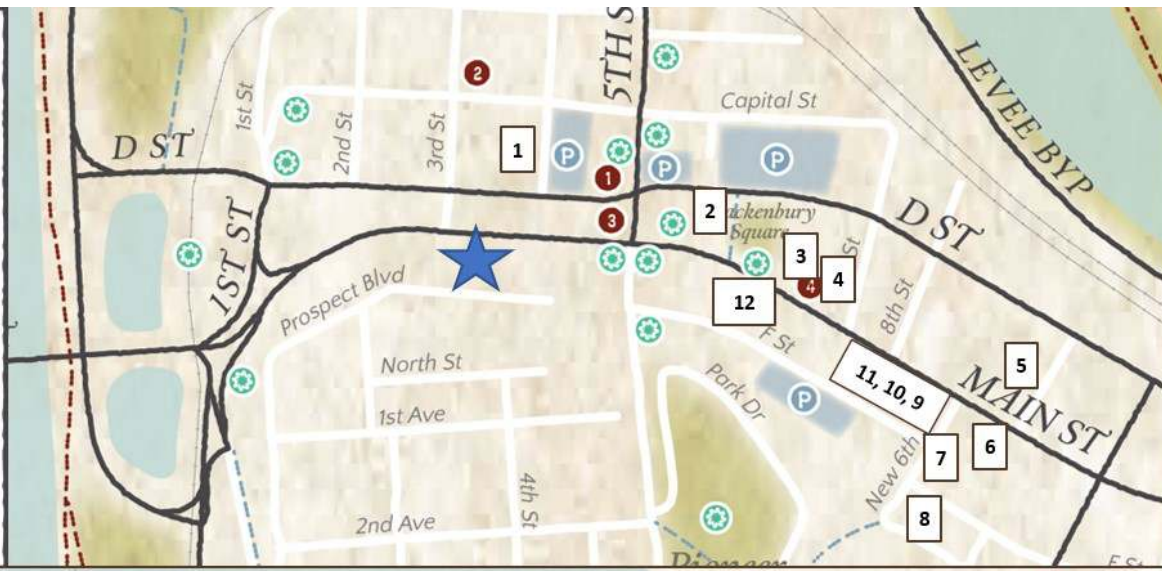 5TH S
2
Capital St
1st St
2nd St
3rd St
1
P
P
P
D ST
1
2
ckenbury
Square
3
D ST
LEVEE BYP
1ST ST
3
4
4
St
12
Prospect Blvd
8th St
F St
5
North St
11, 10, 9
MAIN ST
Park Dr
P
1st Ave
6
7
New 6th
4th St
8
2nd Ave
Pioneer
E St